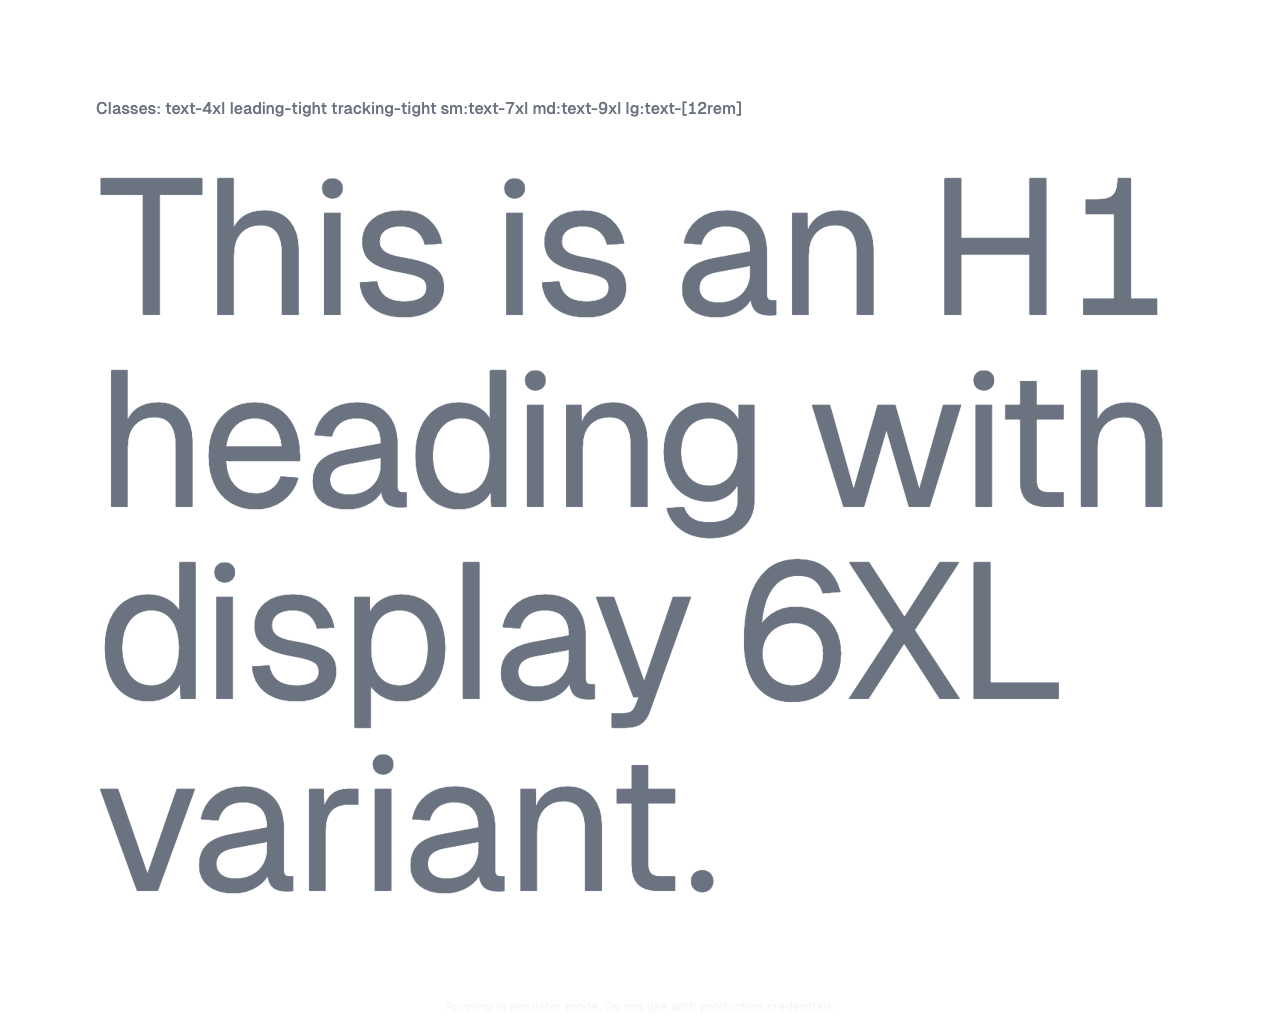 Classes: text-4xl leading-tight tracking-tight sm:text-7xl md:text-9xl lg:text-[12rem]
This is an H1
heading with
display 6XL
variant.
Running in emulator mode. Do not use with production credentials.